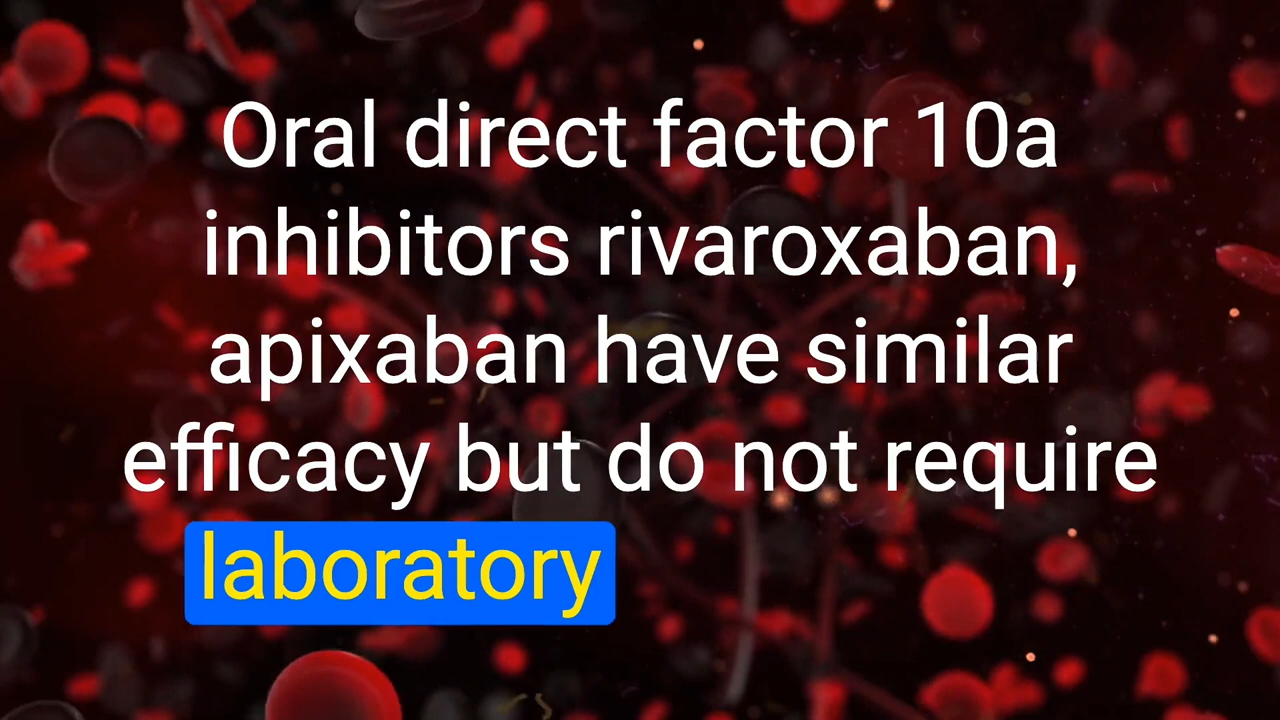 Oral direct factor 10a
inhibitors rivaroxaban,
apixaban have similar
efficacy but do not require
laboratory